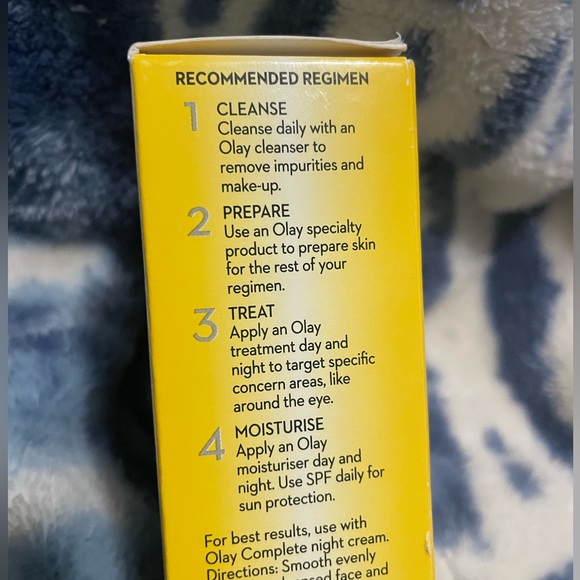 RECOMMENDED REGIMEN
1 CLEANSE
Cleanse daily with an
Olay cleanser to
remove impurities and
make-up.
2 PREPARE
Use an Olay specialty
product to prepare skin
for the rest of your
regimen.
3 TREAT
Apply an Olay
treatment day and
night to target specific
concern areas, like
around the eye.
4 MOISTURISE
Apply an Olay
moisturiser day and
night. Use SPF daily for
sun protection.
For best results, use with
Olay Complete night cream.
Directions: Smooth evenly
face and